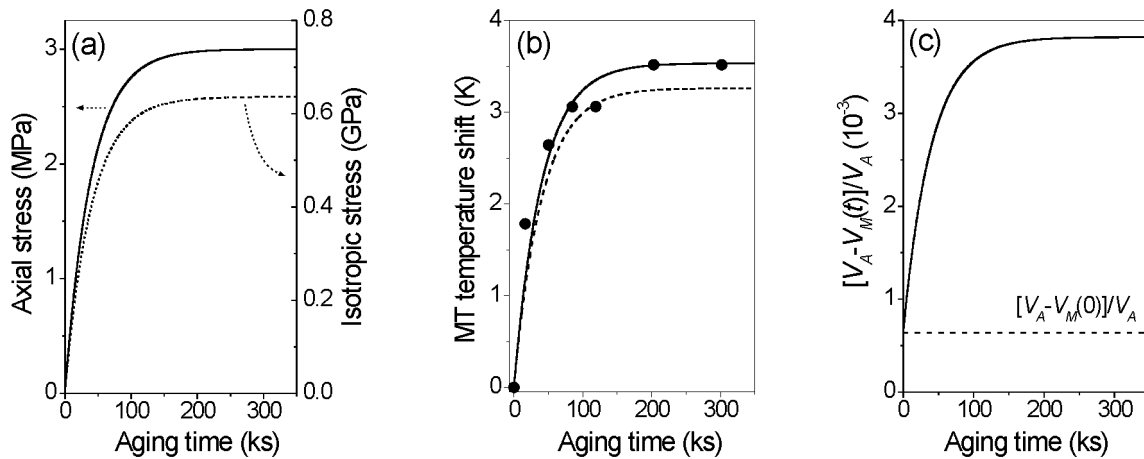 (a)
Axial stress (MPa)
3
2
1
0
0.8
0.6
0.4
0.2
0.0
Isotropic stress (GPa)
0 100 200 300
Aging time (ks)
(b)
MT temperature shift (K)
4
3
2
1
0
0 100 200 300
Aging time (ks)
(c)
[V_A-V_M(t)]/V_A (10^-3)
4
3
2
1
0
[V_A-V_M(0)]/V_A
0 100 200 300
Aging time (ks)